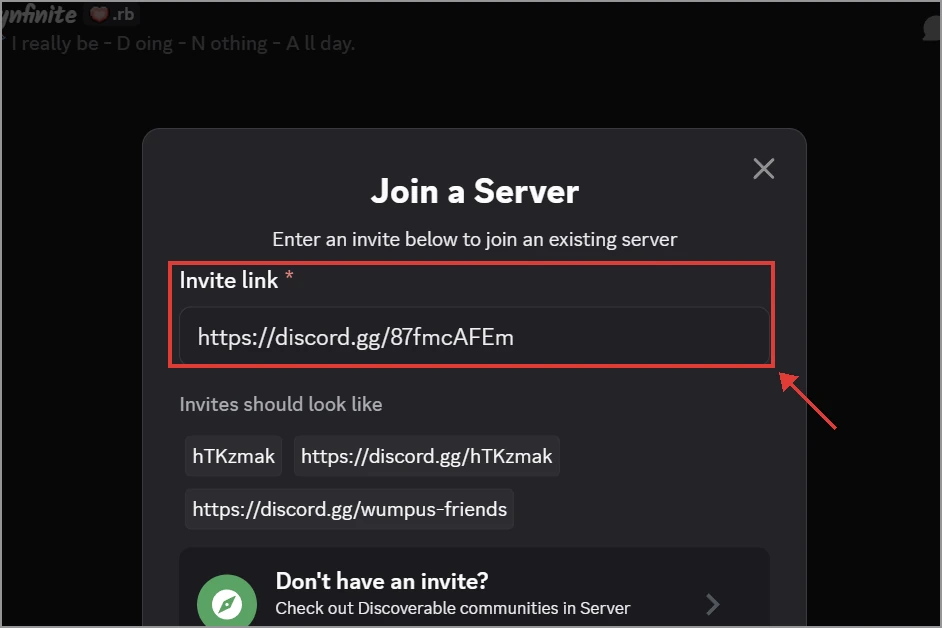 ynfinite .rb
I really be - D oing - N othing - A ll day.
Join a Server
Enter an invite below to join an existing server
Invite link *
https://discord.gg/87fmcAFEm
Invites should look like
hTKzmak https://discord.gg/hTKzmak
https://discord.gg/wumpus-friends
Don't have an invite?
Check out Discoverable communities in Server